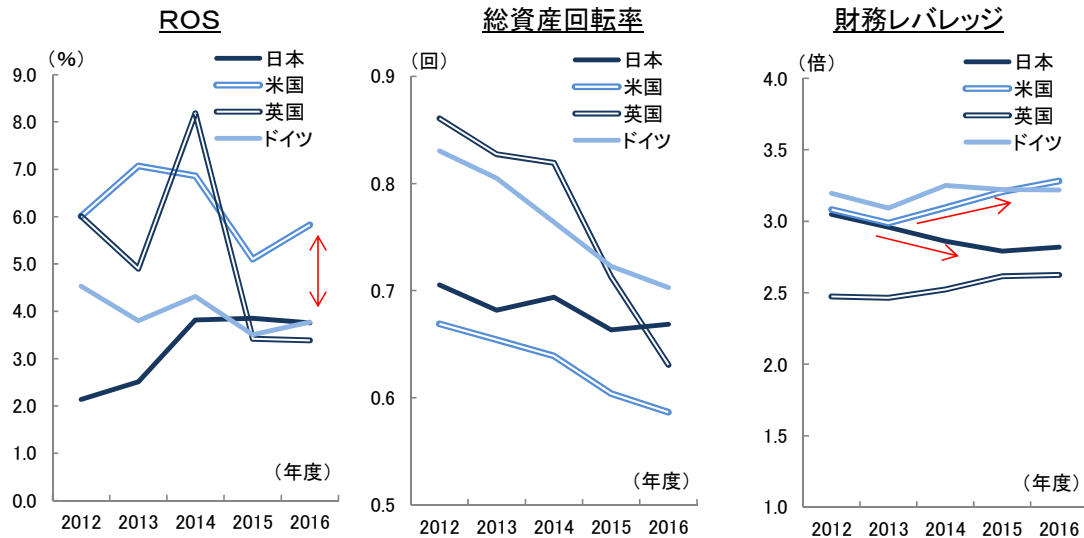 ROS
（％）
日本
米国
英国
ドイツ
9.0
8.0
7.0
6.0
5.0
4.0
3.0
2.0
1.0
0.0
（年度）
2012 2013 2014 2015 2016
総資産回転率
（回）
日本
米国
英国
ドイツ
0.9
0.8
0.7
0.6
0.5
（年度）
2012 2013 2014 2015 2016
財務レバレッジ
（倍）
日本
米国
英国
ドイツ
4.0
3.5
3.0
2.5
2.0
1.5
1.0
（年度）
2012 2013 2014 2015 2016